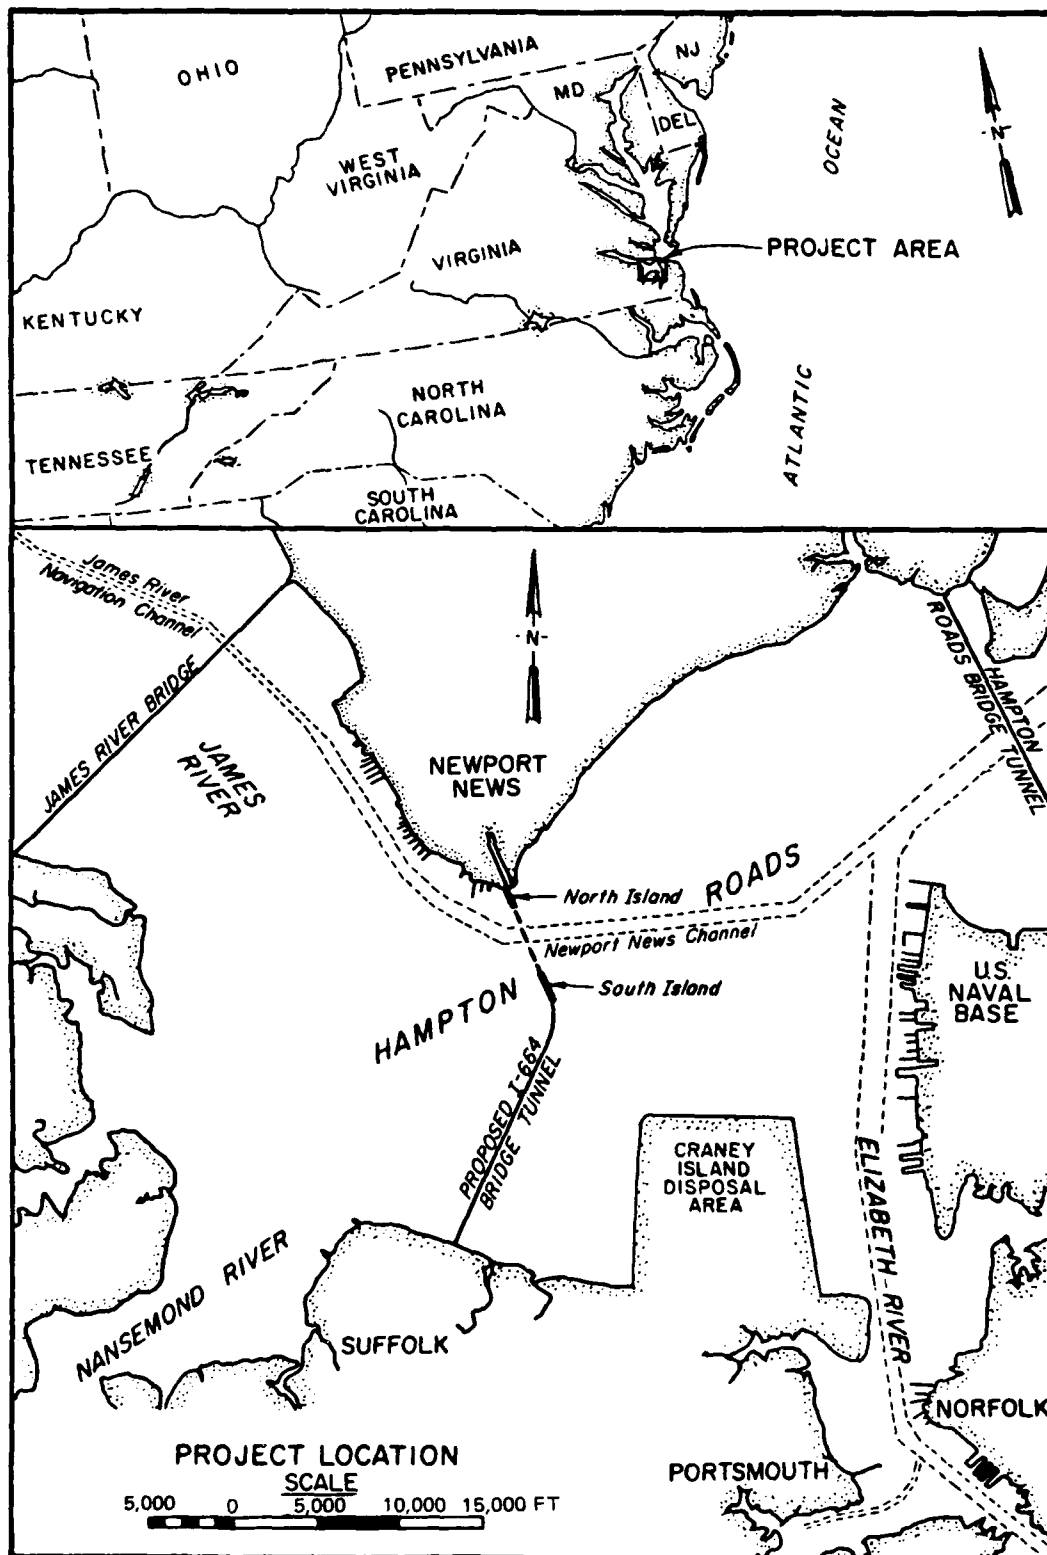 OHIO
PENNSYLVANIA
NJ
MD
DEL
OCEAN
-N-
WEST
VIRGINIA
VIRGINIA
PROJECT AREA
KENTUCKY
NORTH
CAROLINA
ATLANTIC
TENNESSEE
SOUTH
CAROLINA
James River
Navigation Channel
-N-
JAMES RIVER BRIDGE
JAMES
RIVER
HAMPTON
ROADS BRIDGE TUNNEL
NEWPORT
NEWS
North Island
ROADS
Newport News Channel
South Island
HAMPTON
U.S.
NAVAL
BASE
PROPOSED I-664
BRIDGE TUNNEL
CRANEY
ISLAND
DISPOSAL
AREA
ELIZABETH RIVER
NANSEMOND RIVER
SUFFOLK
NORFOLK
PORTSMOUTH
PROJECT LOCATION
SCALE
5,000 0 5,000 10,000 15,000 FT